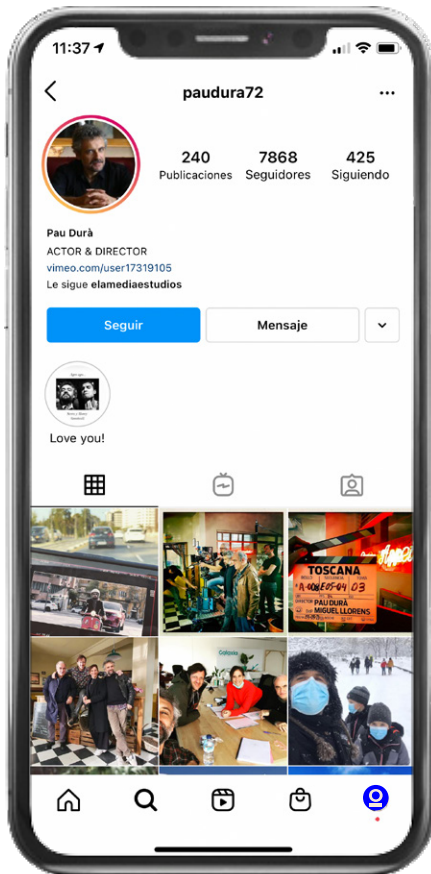 11:37
paudura72
240 7868 425
Publicaciones Seguidores Siguiendo
Pau Durà
ACTOR & DIRECTOR
vimeo.com/user17319105
Le sigue elamediaestudios
Seguir Mensaje
Love you!
TOSCANA
DIRECTOR PAU DURÀ
MIGUEL LLORENS